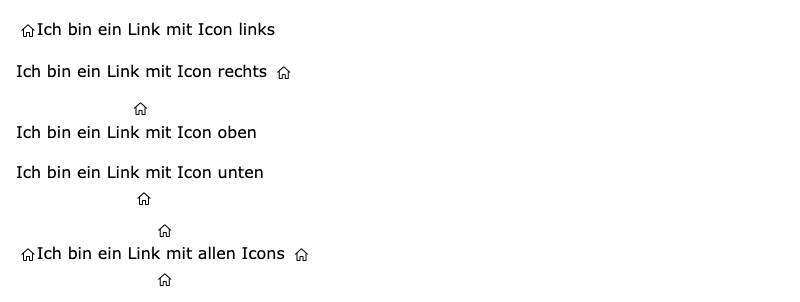 Ich bin ein Link mit Icon links
Ich bin ein Link mit Icon rechts
Ich bin ein Link mit Icon oben
Ich bin ein Link mit Icon unten
Ich bin ein Link mit allen Icons